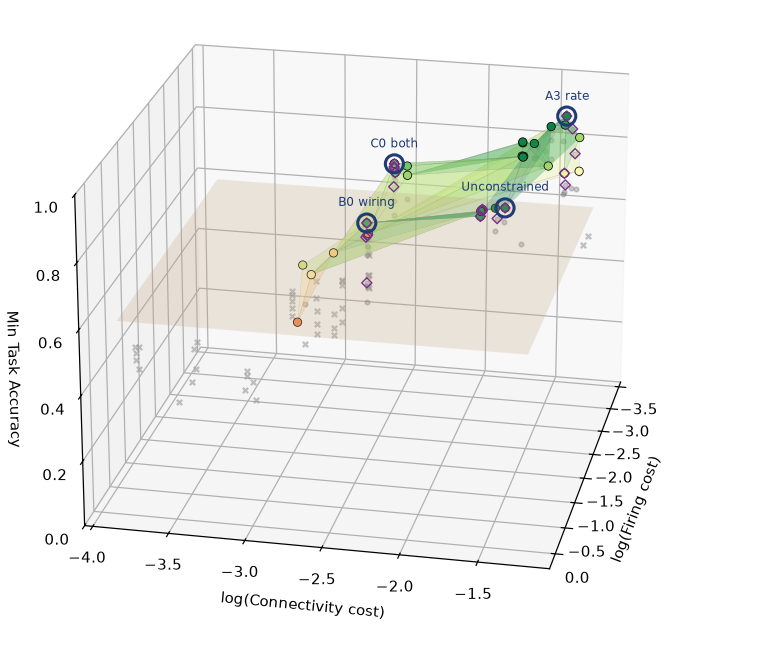 A3 rate
C0 both
Unconstrained
B0 wiring
1.0
0.8
0.6
0.4
0.2
0.0
Min Task Accuracy
−4.0
−3.5
−3.0
−2.5
−2.0
−1.5
log(Connectivity cost)
−3.5
−3.0
−2.5
−2.0
−1.5
−1.0
−0.5
0.0
log(Firing cost)